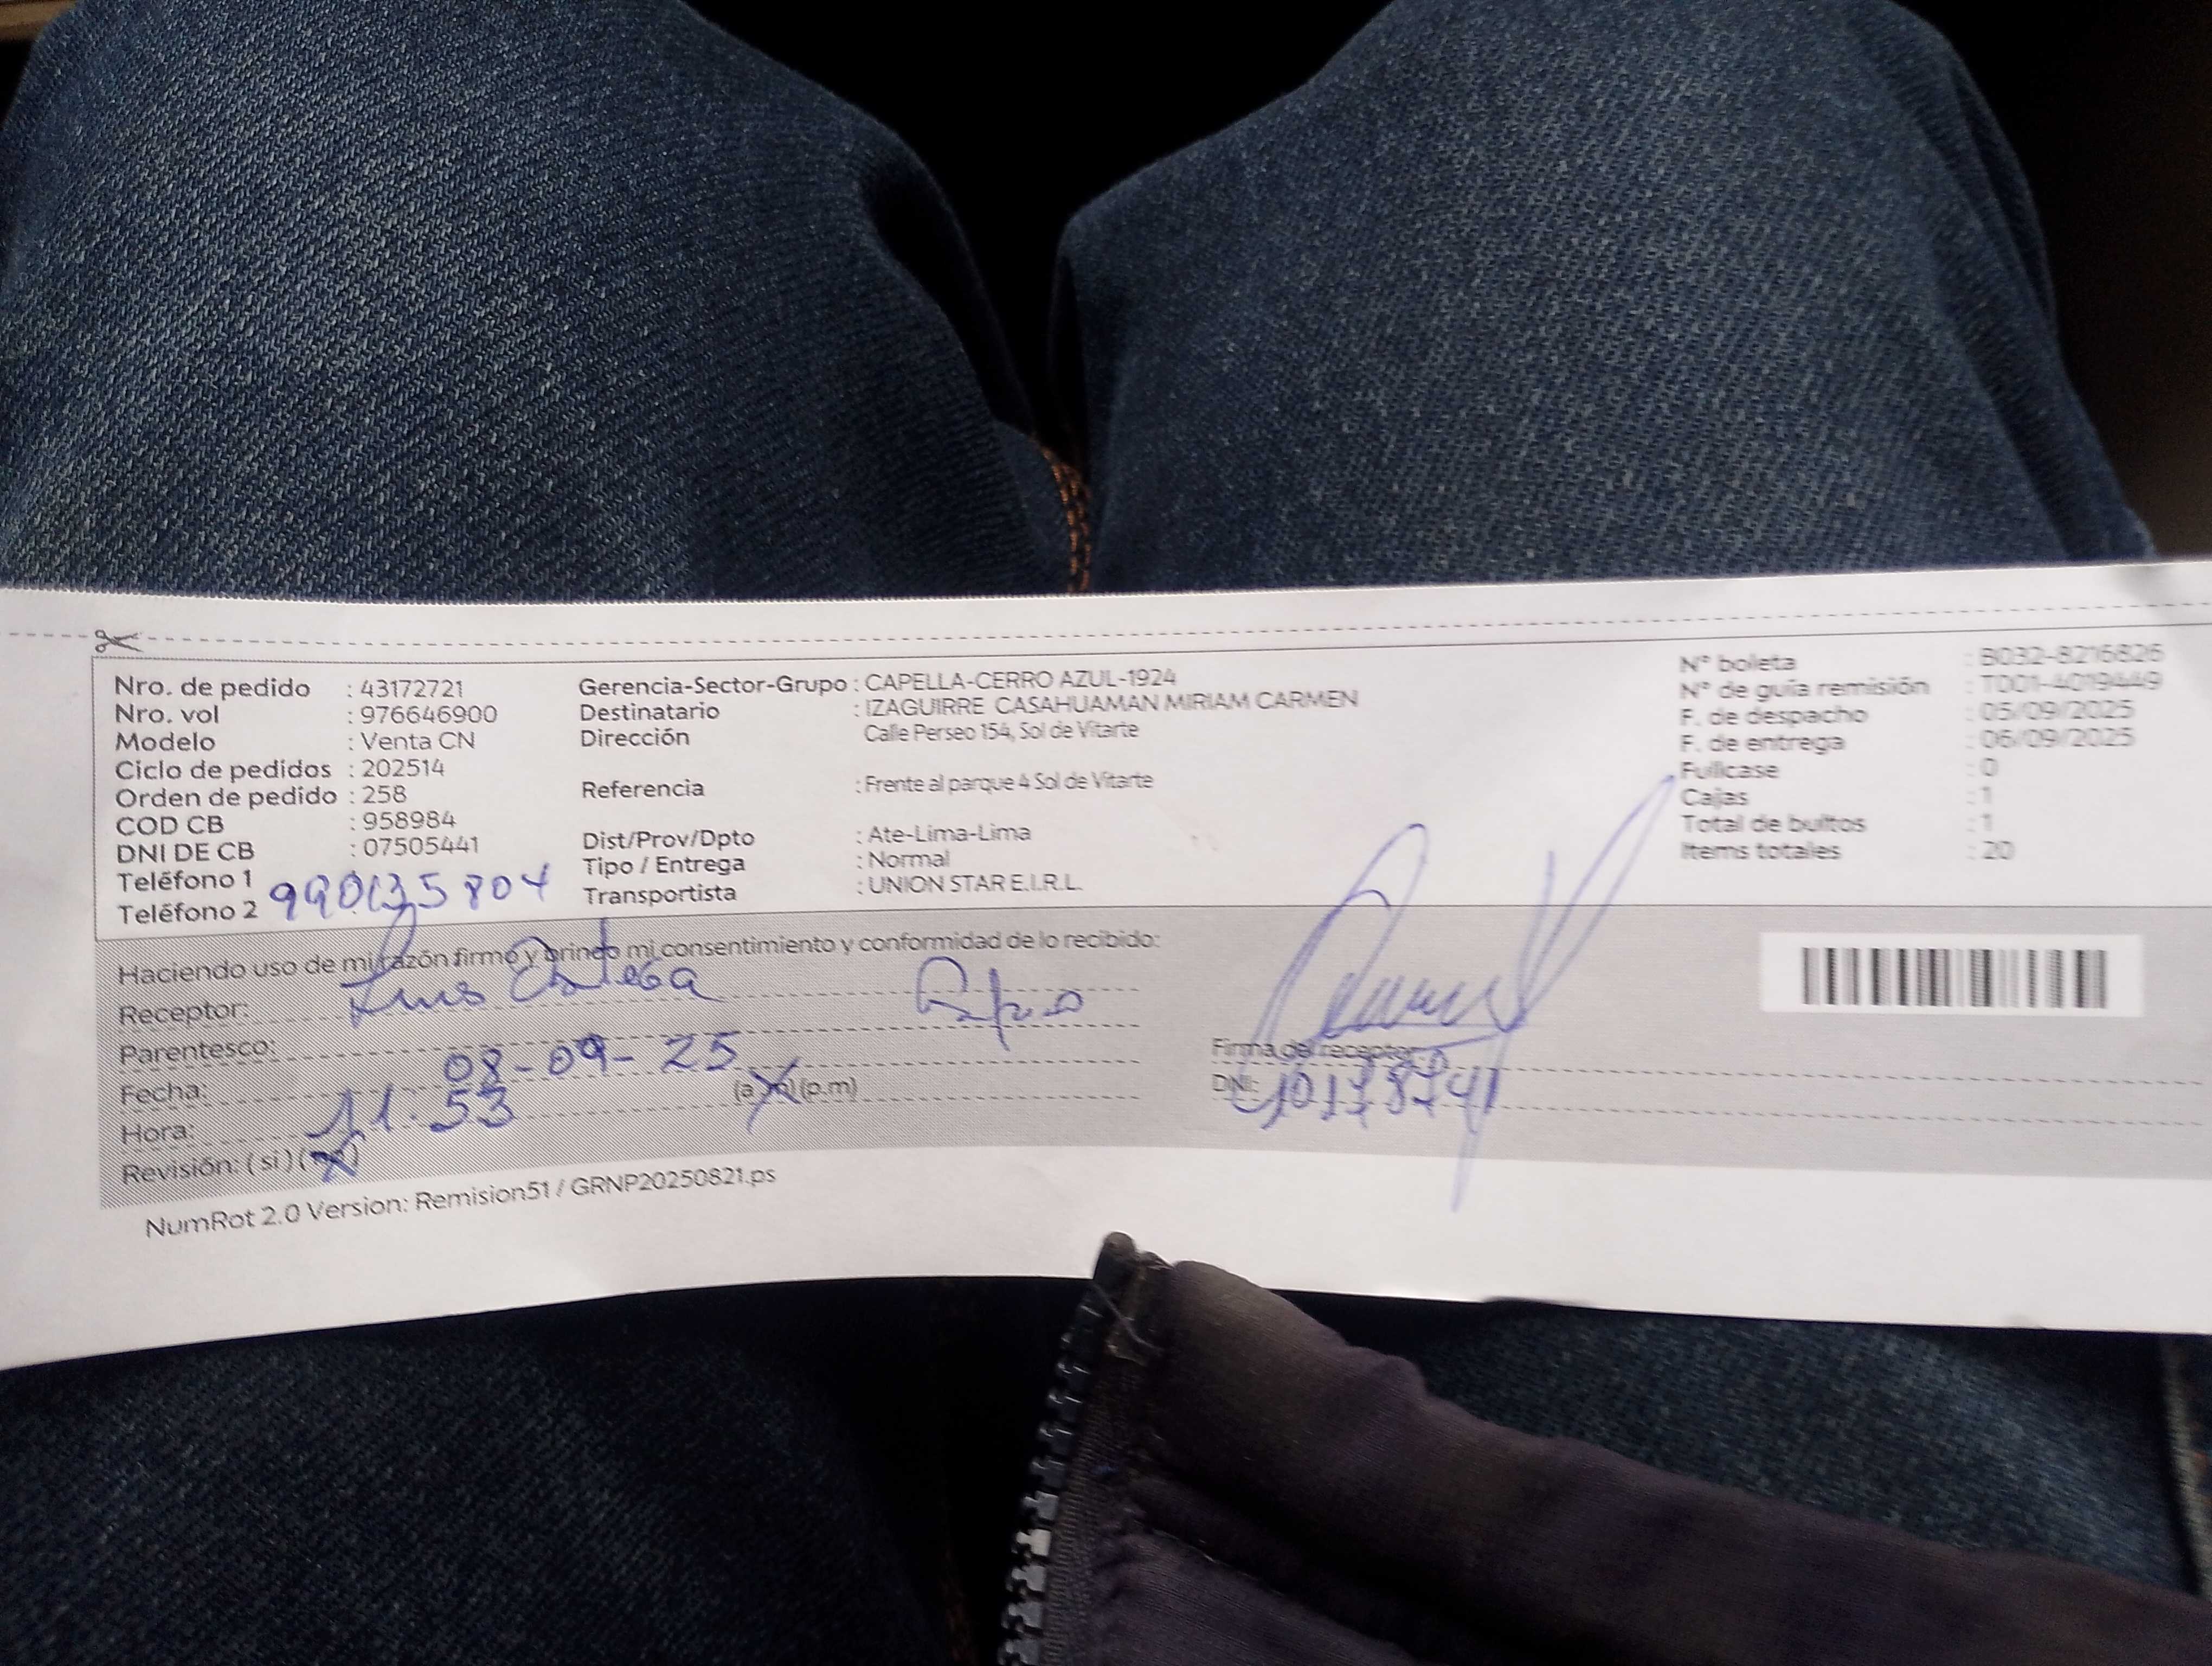 Nro. de pedido : 43172721
Nro. vol : 976646900
Modelo : Venta CN
Ciclo de pedidos : 202514
Orden de pedido : 258
COD CB : 958984
DNI DE CB : 07505441
Teléfono 1
Teléfono 2 990135804
Gerencia-Sector-Grupo : CAPELLA-CERRO AZUL-1924
Destinatario : IZAGUIRRE CASAHUAMAN MIRIAM CARMEN
Dirección Calle Perseo 154, Sol de Vitarte
Referencia : Frente al parque 4 Sol de Vitarte
Dist/Prov/Dpto : Ate-Lima-Lima
Tipo / Entrega : Normal
Transportista : UNION STAR E.I.R.L.
N° boleta : B032-8216826
N° de guía remisión : T001-4019449
F. de despacho : 05/09/2025
F. de entrega : 06/09/2025
Fullcase : 0
Cajas : 1
Total de bultos : 1
Items totales : 20
Haciendo uso de mi razón firmo y brindo mi consentimiento y conformidad de lo recibido:
Receptor: Luis
Parentesco:
Fecha: 08-09-25
Hora: 11:53 (a.m) (p.m)
Revisión: (si) (no)
Firma de receptor:
DNI:
NumRot 2.0 Version: Remision51 / GRNP20250821.ps